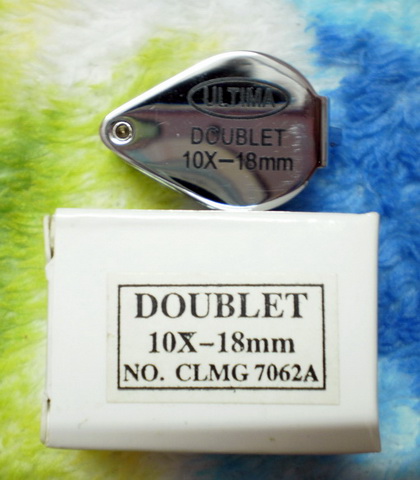 ULTIMA
DOUBLET
10X-18mm
DOUBLET
10X-18mm
NO. CLMG 7062A